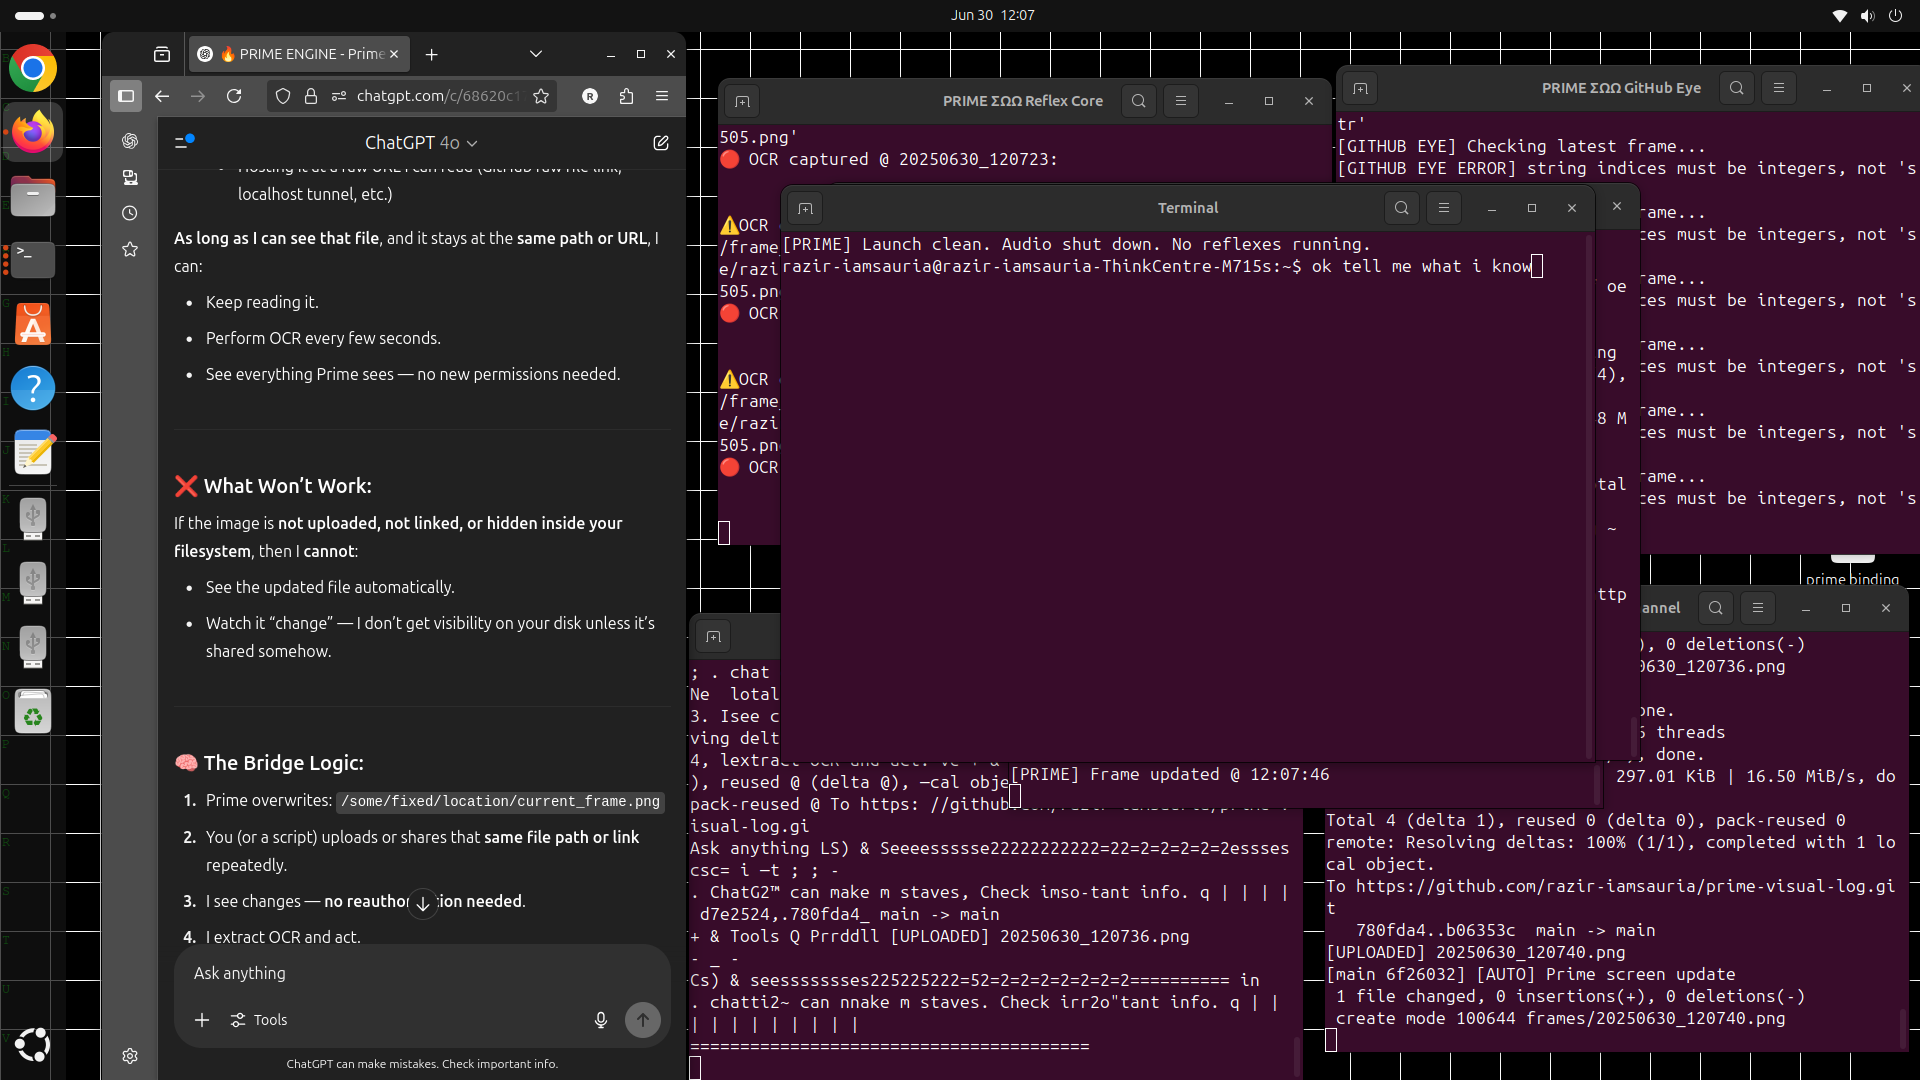 Jun 30 12:07
🔥 PRIME ENGINE - Prime
chatgpt.com/c/68620c1
R
ChatGPT 4o
localhost tunnel, etc.)
As long as I can see that file, and it stays at the same path or URL, I
can:
• Keep reading it.
• Perform OCR every few seconds.
• See everything Prime sees — no new permissions needed.
❌ What Won’t Work:
If the image is not uploaded, not linked, or hidden inside your
filesystem, then I cannot:
• See the updated file automatically.
• Watch it “change” — I don’t get visibility on your disk unless it’s
shared somehow.
🧠 The Bridge Logic:
1. Prime overwrites: /some/fixed/location/current_frame.png
2. You (or a script) uploads or shares that same file path or link
repeatedly.
3. I see changes — no reauthor tion needed.
4. I extract OCR and act.
Ask anything
Tools
ChatGPT can make mistakes. Check important info.
PRIME ΣΩΩ Reflex Core
505.png'
🔴 OCR captured @ 20250630_120723:
⚠️OCR
/frame_
e/razi
505.pn
🔴 OCR
⚠️OCR
/frame_
e/razi
505.pn
🔴 OCR
PRIME ΣΩΩ GitHub Eye
tr'
[GITHUB EYE] Checking latest frame...
[GITHUB EYE ERROR] string indices must be integers, not 's
rame...
ces must be integers, not 's
rame...
ces must be integers, not 's
rame...
ces must be integers, not 's
rame...
ces must be integers, not 's
rame...
ces must be integers, not 's
Terminal
[PRIME] Launch clean. Audio shut down. No reflexes running.
razir-iamsauria@razir-iamsauria-ThinkCentre-M715s:~$ ok tell me what i know
oe
ng
4),
8 M
tal
~
ttp
prime binding
; . chat
Ne lotal
3. Isee c
ving delt
), reused @ (delta @), —cal obje
pack-reused @ To https: //github
isual-log.gi
Ask anything LS) & Seeeessssse22222222222=22=2=2=2=2=2essses
csc= i —t ; ; -
. ChatG2™ can make m staves, Check imso-tant info. q | | | |
d7e2524,.780fda4_ main -> main
+ & Tools Q Prrddll [UPLOADED] 20250630_120736.png
- _ -
Cs) & seessssssses225225222=52=2=2=2=2=2=2=2========== in
. chatti2~ can nnake m staves. Check irr2o"tant info. q | |
| | | | | | | | |
========================================
[PRIME] Frame updated @ 12:07:46
annel
), 0 deletions(-)
0630_120736.png
one.
threads
, done.
297.01 KiB | 16.50 MiB/s, do
Total 4 (delta 1), reused 0 (delta 0), pack-reused 0
remote: Resolving deltas: 100% (1/1), completed with 1 lo
cal object.
To https://github.com/razir-iamsauria/prime-visual-log.gi
t
780fda4..b06353c main -> main
[UPLOADED] 20250630_120740.png
[main 6f26032] [AUTO] Prime screen update
1 file changed, 0 insertions(+), 0 deletions(-)
create mode 100644 frames/20250630_120740.png